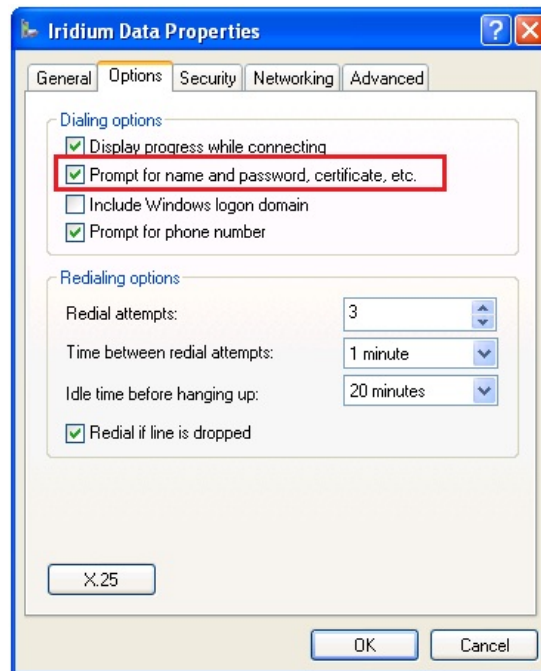 Iridium Data Properties
General Options Security Networking Advanced
Dialing options
Display progress while connecting
Prompt for name and password, certificate, etc.
Include Windows logon domain
Prompt for phone number
Redialing options
Redial attempts: 3
Time between redial attempts: 1 minute
Idle time before hanging up: 20 minutes
Redial if line is dropped
X.25
OK Cancel